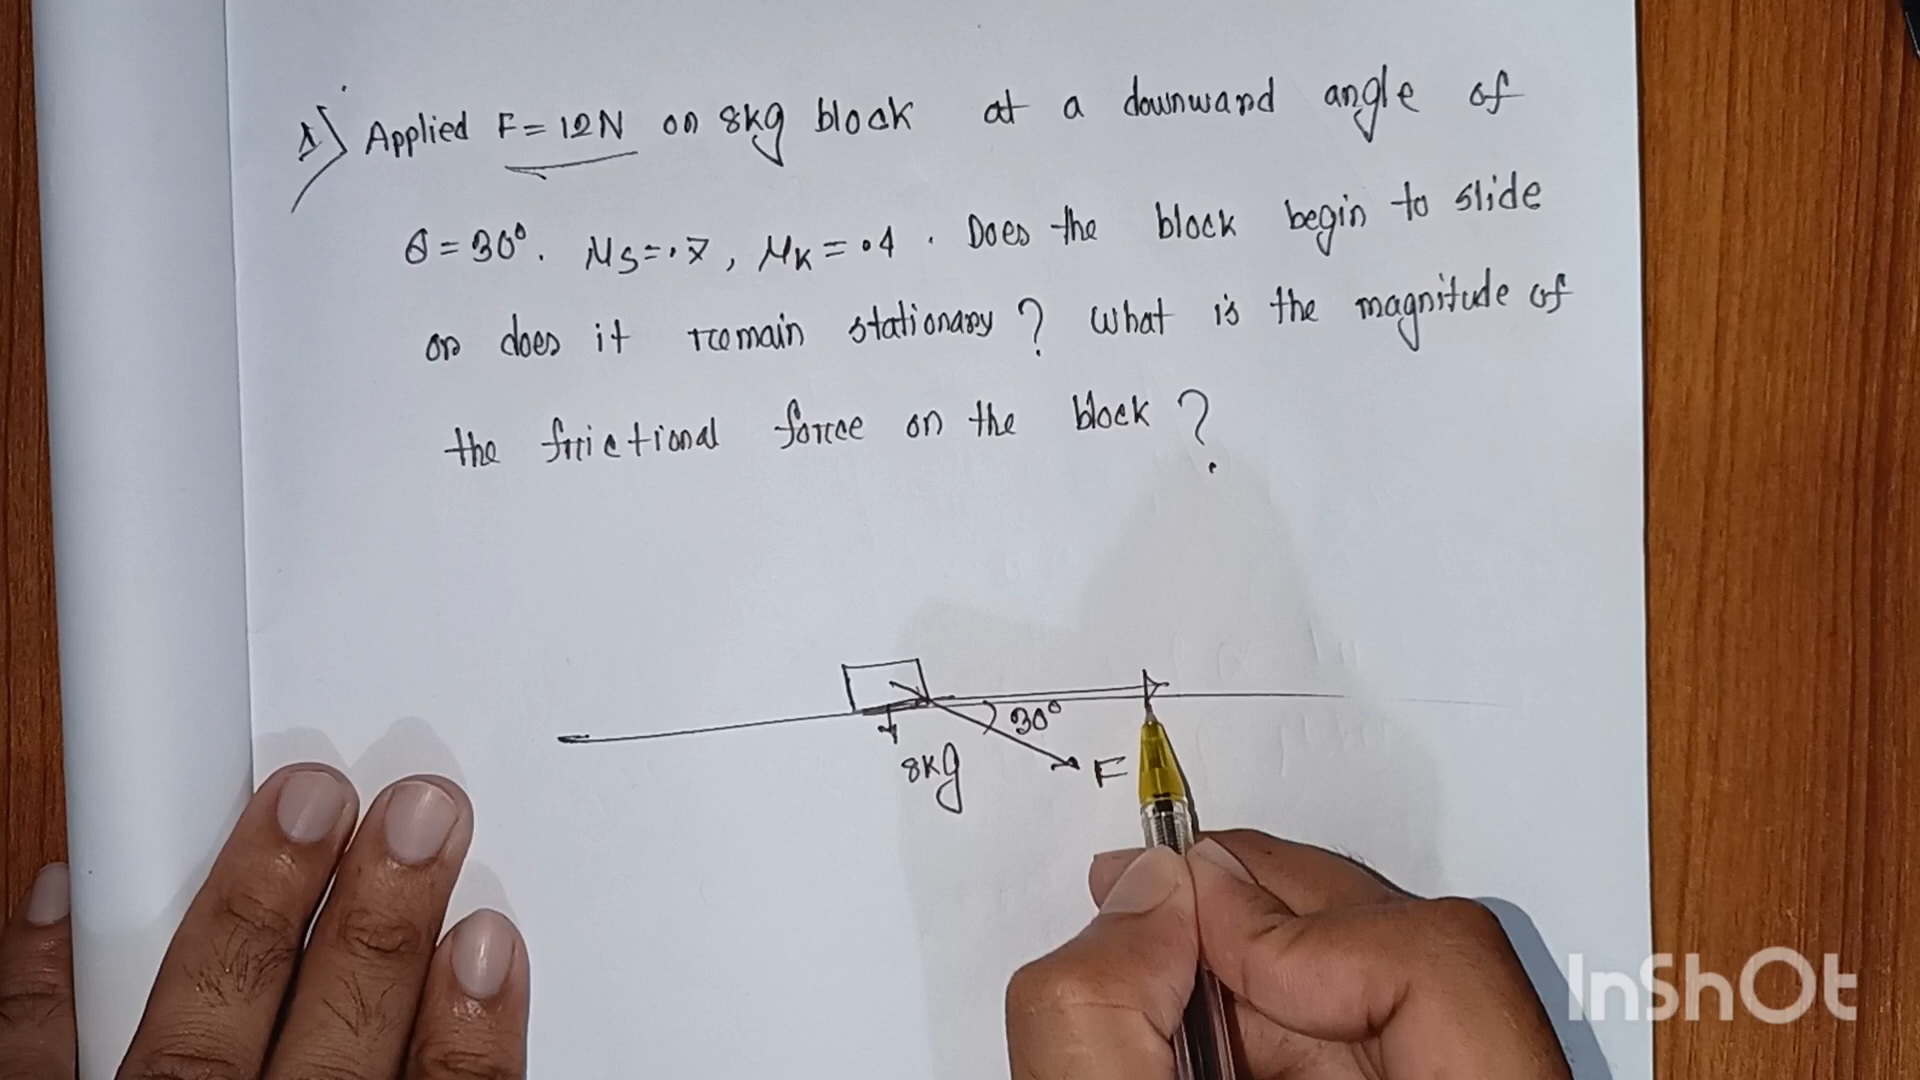 1) Applied F = 12N on 8kg block at a downward angle of
θ = 30°. μs = .7, μk = .4. Does the block begin to slide
or does it remain stationary? What is the magnitude of
the frictional force on the block?
30°
8kg
F
InShOt